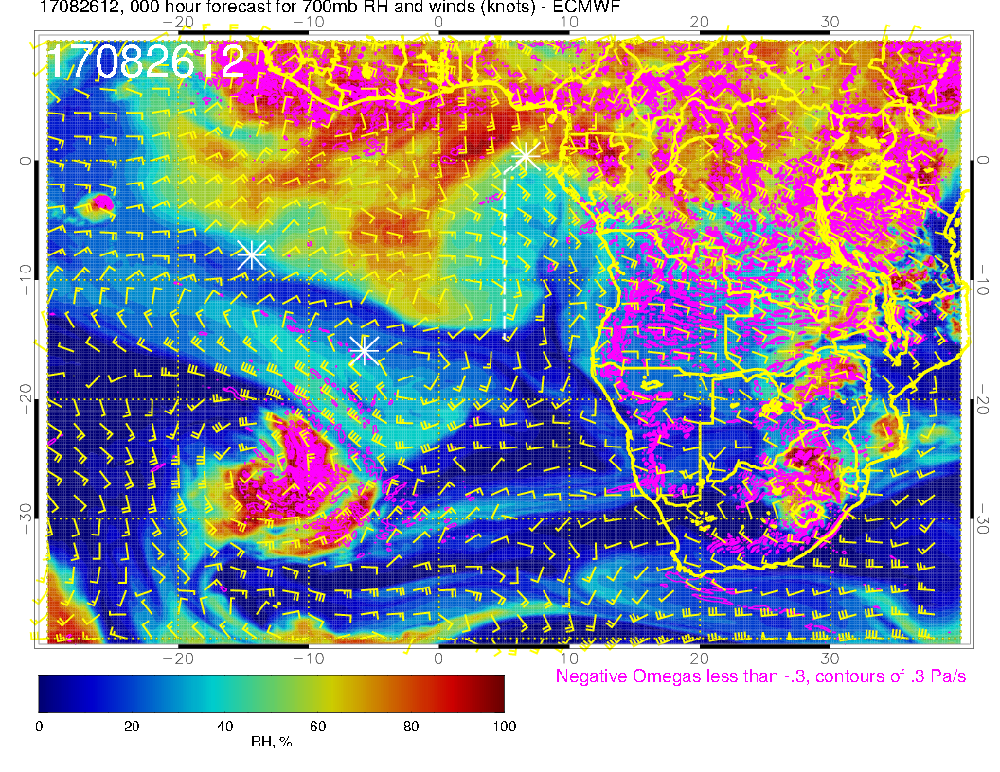 17082612, 000 hour forecast for 700mb RH and winds (knots) - ECMWF
−20 −10 0 10 20 30
17082612
0 0
−10 −10
−20 −20
−30 −30
−20 −10 0 10 20 30
Negative Omegas less than -.3, contours of .3 Pa/s
0 20 40 60 80 100
RH, %